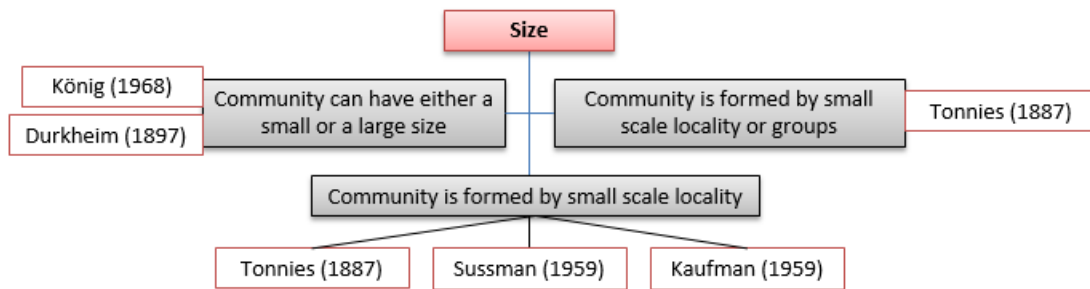 Size
König (1968)
Durkheim (1897)
Community can have either a
small or a large size
Community is formed by small
scale locality or groups
Tonnies (1887)
Community is formed by small scale locality
Tonnies (1887)
Sussman (1959)
Kaufman (1959)